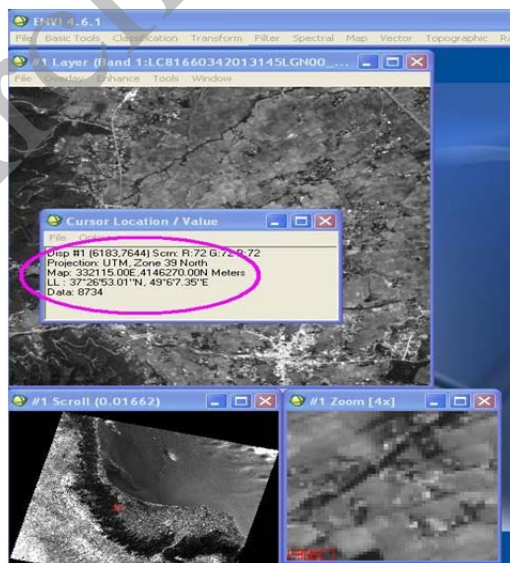 ENVI 4.6.1
File Basic Tools Classification Transform Filter Spectral Map Vector Topographic Ra
#1 Layer (Band 1:LC81660342013145LGN00_...
File Overlay Enhance Tools Window
Cursor Location / Value
File Options
Disp #1 (6183,7644) Scrn: R:72 G:72 B:72
Projection: UTM, Zone 39 North
Map: 332115.00E,4146270.00N Meters
LL : 37°26'53.01"N, 49°6'7.35"E
Data: 8734
#1 Scroll (0.01662)
#1 Zoom [4x]